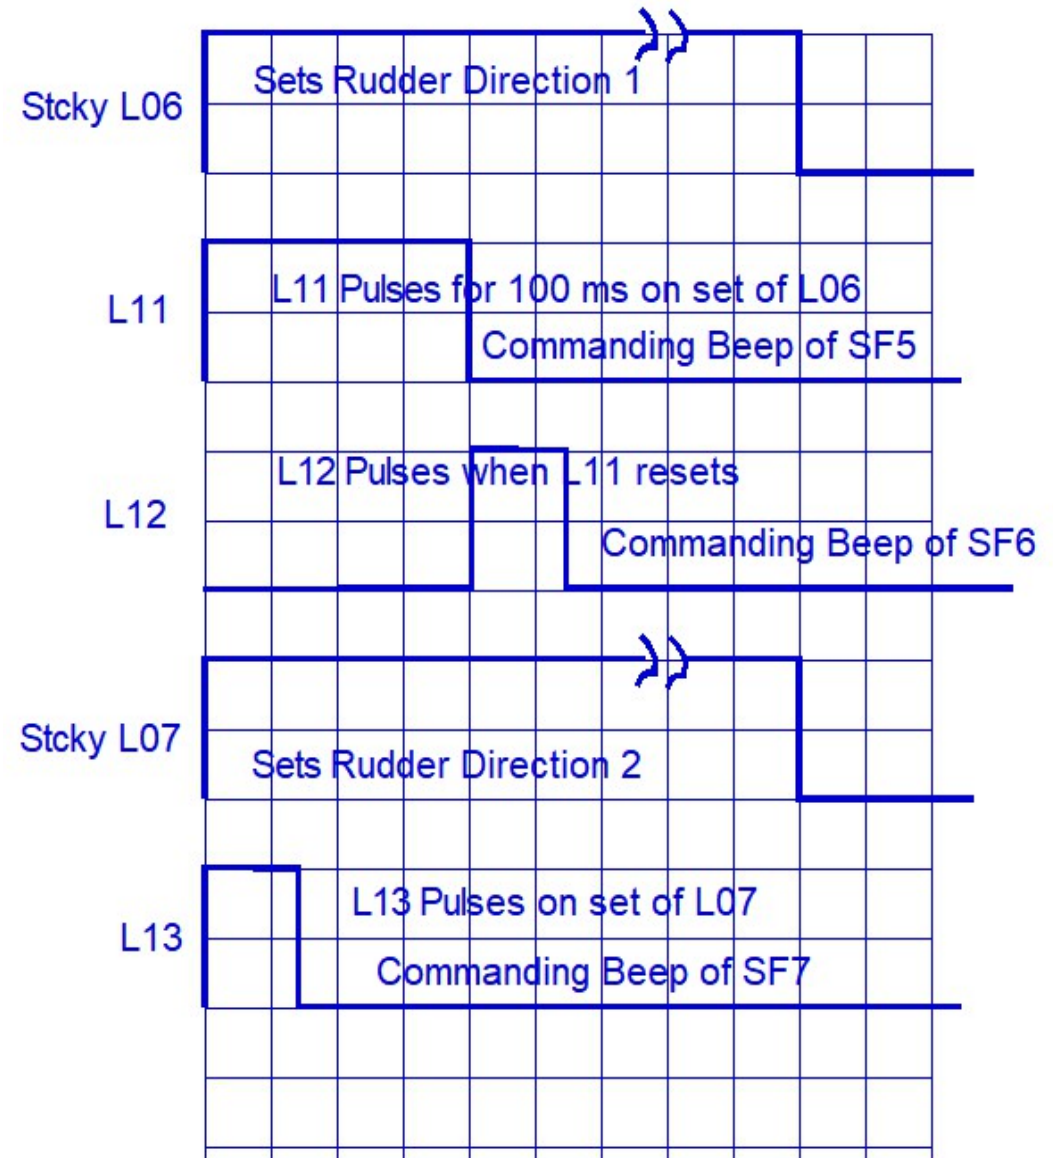 Sets Rudder Direction 1
Stcky L06
L11 Pulses for 100 ms on set of L06
L11
Commanding Beep of SF5
L12 Pulses when L11 resets
L12
Commanding Beep of SF6
Stcky L07
Sets Rudder Direction 2
L13 Pulses on set of L07
L13
Commanding Beep of SF7